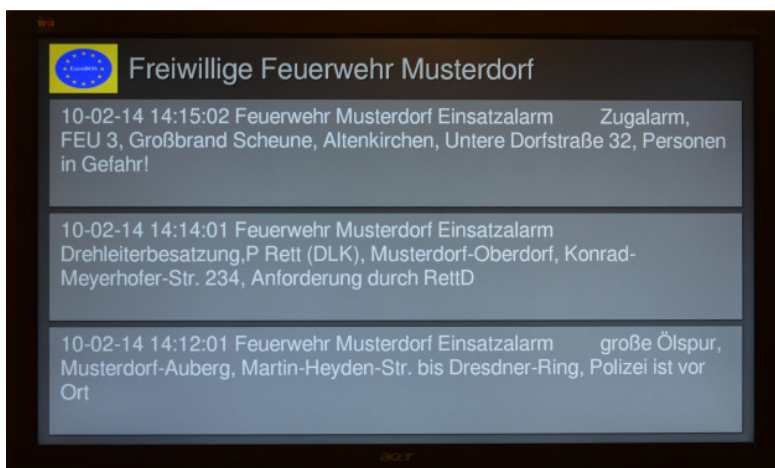 EuroBOS
Freiwillige Feuerwehr Musterdorf
10-02-14 14:15:02 Feuerwehr Musterdorf Einsatzalarm Zugalarm,
FEU 3, Großbrand Scheune, Altenkirchen, Untere Dorfstraße 32, Personen
in Gefahr!
10-02-14 14:14:01 Feuerwehr Musterdorf Einsatzalarm
Drehleiterbesatzung,P Rett (DLK), Musterdorf-Oberdorf, Konrad-
Meyerhofer-Str. 234, Anforderung durch RettD
10-02-14 14:12:01 Feuerwehr Musterdorf Einsatzalarm große Ölspur,
Musterdorf-Auberg, Martin-Heyden-Str. bis Dresdner-Ring, Polizei ist vor
Ort
acer